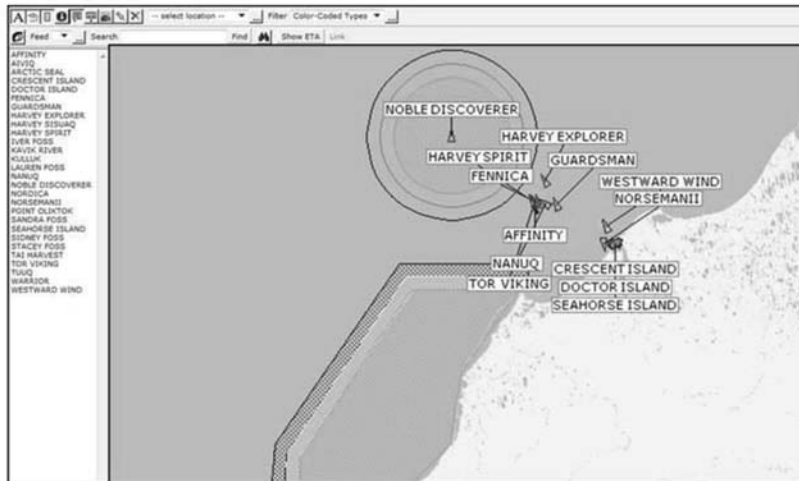 A
-- select location --
Filter Color-Coded Types
Feed
Search
Find
Show ETA
Link
AFFINITY
AIVIQ
ARCTIC SEAL
CRESCENT ISLAND
DOCTOR ISLAND
FENNICA
GUARDSMAN
HARVEY EXPLORER
HARVEY SISUAQ
HARVEY SPIRIT
IVER FOSS
KAVIK RIVER
KULLUK
LAUREN FOSS
NANUQ
NOBLE DISCOVERER
NORDICA
NORSEMANII
POINT OLIKTOK
SANDRA FOSS
SEAHORSE ISLAND
SIDNEY FOSS
STACEY FOSS
TAI HARVEST
TOR VIKING
TUUQ
WARRIOR
WESTWARD WIND
NOBLE DISCOVERER
HARVEY EXPLORER
HARVEY SPIRIT
GUARDSMAN
FENNICA
WESTWARD WIND
NORSEMANII
AFFINITY
NANUQ
CRESCENT ISLAND
TOR VIKING
DOCTOR ISLAND
SEAHORSE ISLAND